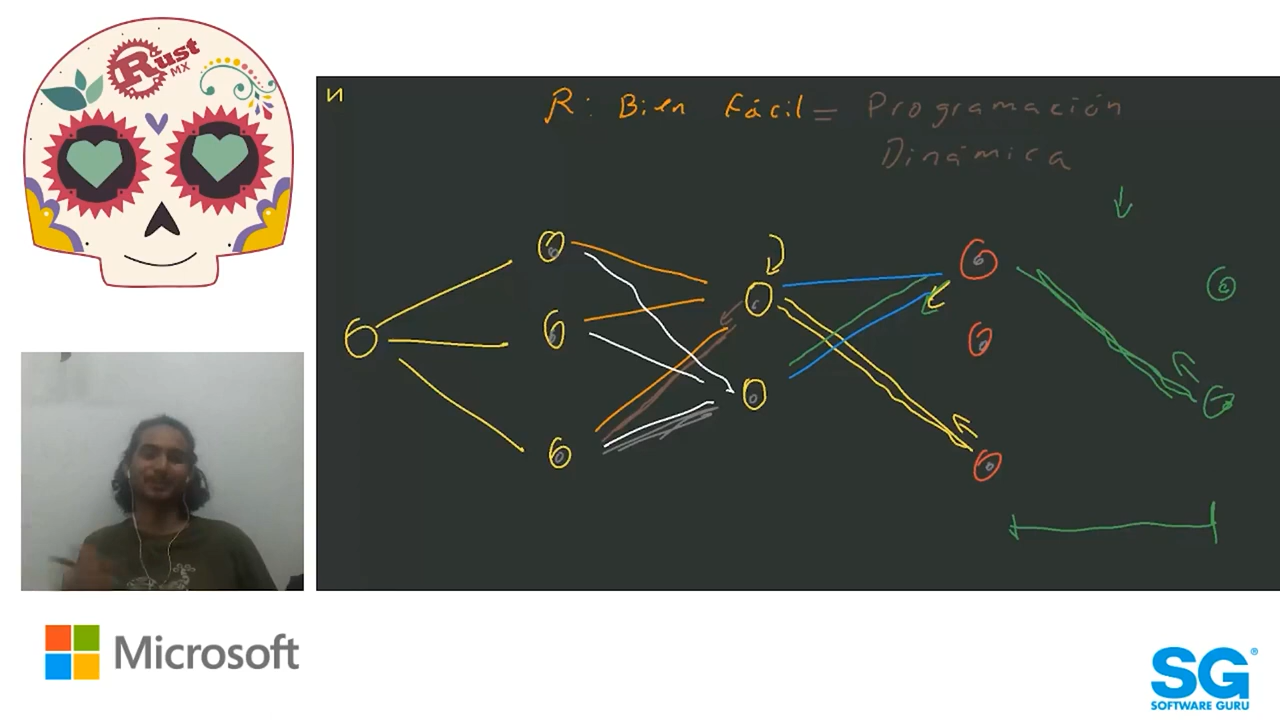 Rust
MX
R: Bien Fácil = Programación
Dinámica
Microsoft
SG
SOFTWARE GURU